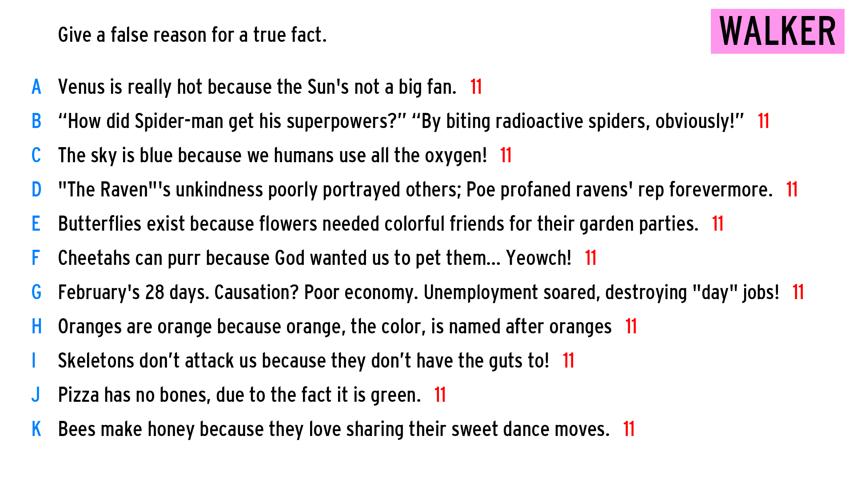 Give a false reason for a true fact.
WALKER
A Venus is really hot because the Sun's not a big fan. 11
B “How did Spider-man get his superpowers?” “By biting radioactive spiders, obviously!” 11
C The sky is blue because we humans use all the oxygen! 11
D "The Raven"'s unkindness poorly portrayed others; Poe profaned ravens' rep forevermore. 11
E Butterflies exist because flowers needed colorful friends for their garden parties. 11
F Cheetahs can purr because God wanted us to pet them... Yeowch! 11
G February's 28 days. Causation? Poor economy. Unemployment soared, destroying "day" jobs! 11
H Oranges are orange because orange, the color, is named after oranges 11
I Skeletons don’t attack us because they don’t have the guts to! 11
J Pizza has no bones, due to the fact it is green. 11
K Bees make honey because they love sharing their sweet dance moves. 11